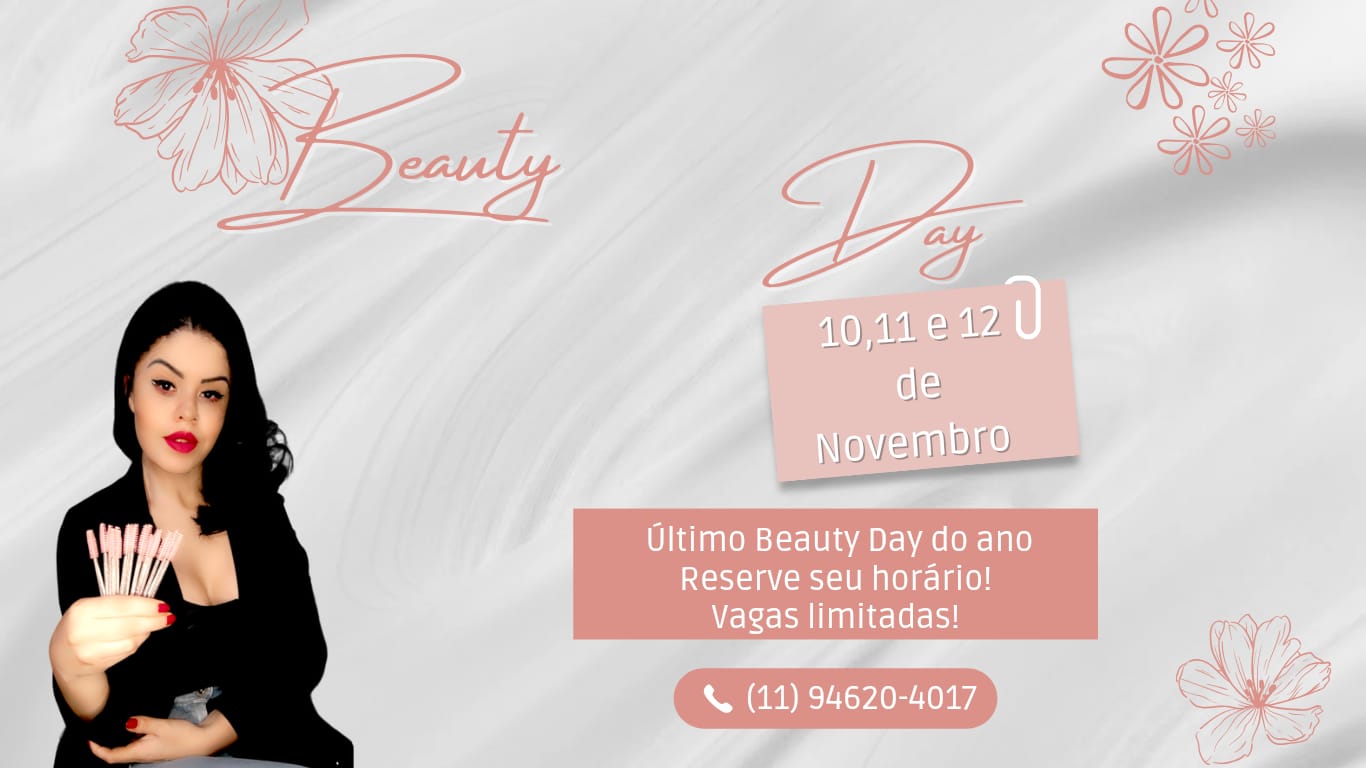 Beauty
Day
10,11 e 12
de
Novembro
Último Beauty Day do ano
Reserve seu horário!
Vagas limitadas!
(11) 94620-4017